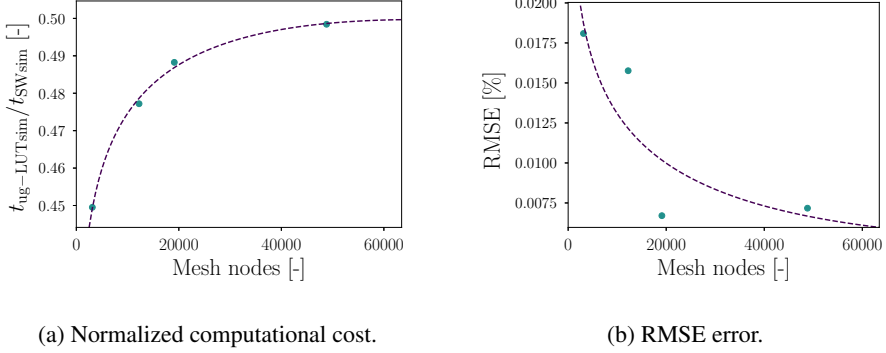 0.50
0.49
0.48
0.47
0.46
0.45
t_ug−LUTsim/t_SWsim [-]
0 20000 40000 60000
Mesh nodes [-]
(a) Normalized computational cost.
0.0200
0.0175
0.0150
0.0125
0.0100
0.0075
RMSE [%]
0 20000 40000 60000
Mesh nodes [-]
(b) RMSE error.